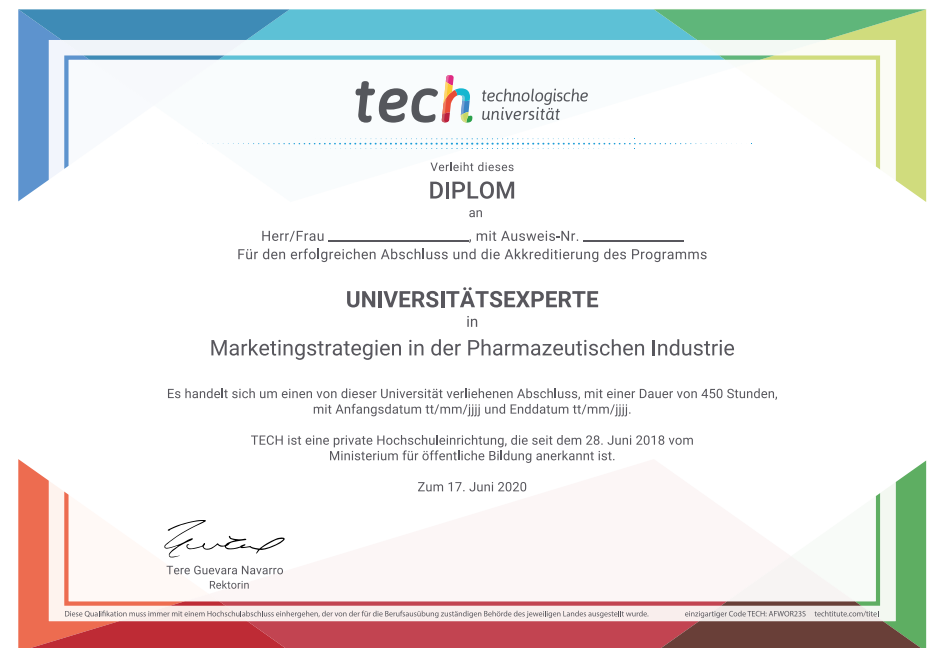 tech technologische
universität
Verleiht dieses
DIPLOM
an
Herr/Frau ____________, mit Ausweis-Nr. ____________
Für den erfolgreichen Abschluss und die Akkreditierung des Programms
UNIVERSITÄTSEXPERTE
in
Marketingstrategien in der Pharmazeutischen Industrie
Es handelt sich um einen von dieser Universität verliehenen Abschluss, mit einer Dauer von 450 Stunden,
mit Anfangsdatum tt/mm/jjjj und Enddatum tt/mm/jjjj.
TECH ist eine private Hochschuleinrichtung, die seit dem 28. Juni 2018 vom
Ministerium für öffentliche Bildung anerkannt ist.
Zum 17. Juni 2020
Tere Guevara Navarro
Rektorin
Diese Qualifikation muss immer mit einem Hochschulabschluss einhergehen, der von der für die Berufsausübung zuständigen Behörde des jeweiligen Landes ausgestellt wurde. einzigartiger Code TECH: AFWOR23S techtitute.com/titel